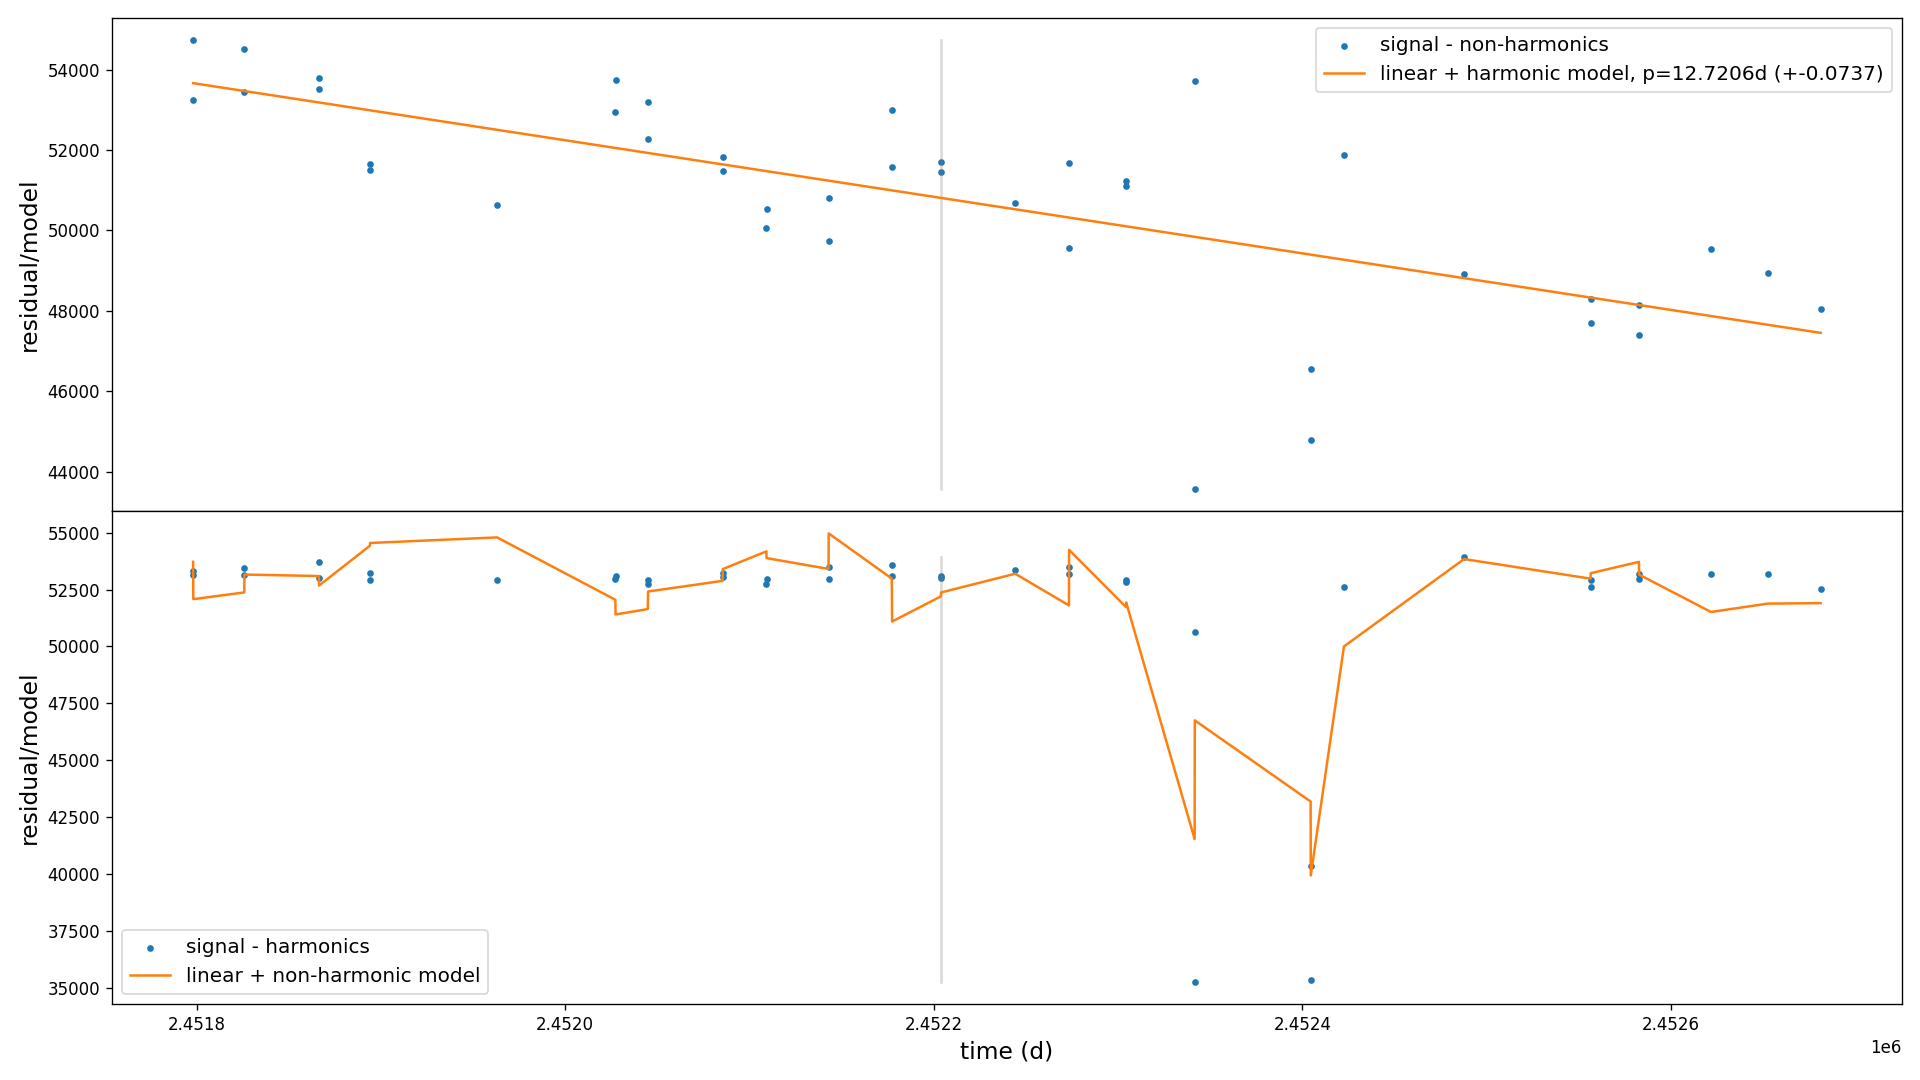 signal - non-harmonics
linear + harmonic model, p=12.7206d (+-0.0737)
residual/model
54000
52000
50000
48000
46000
44000
residual/model
55000
52500
50000
47500
45000
42500
40000
37500
35000
signal - harmonics
linear + non-harmonic model
2.4518 2.4520 2.4522 2.4524 2.4526
time (d)
1e6